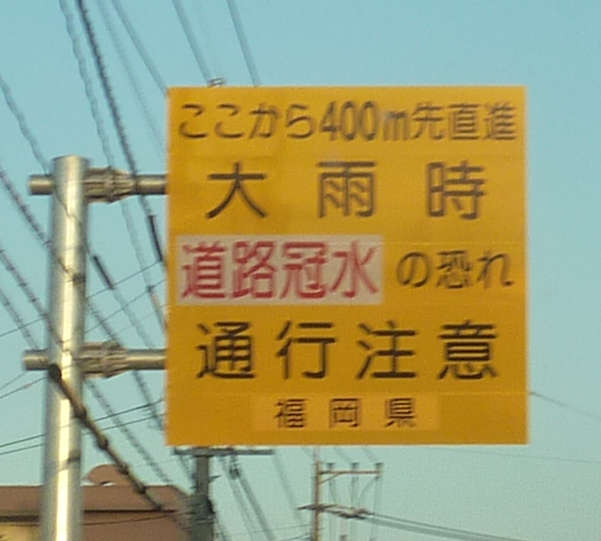 ここから400m先直進
大雨時
道路冠水の恐れ
通行注意
福岡県